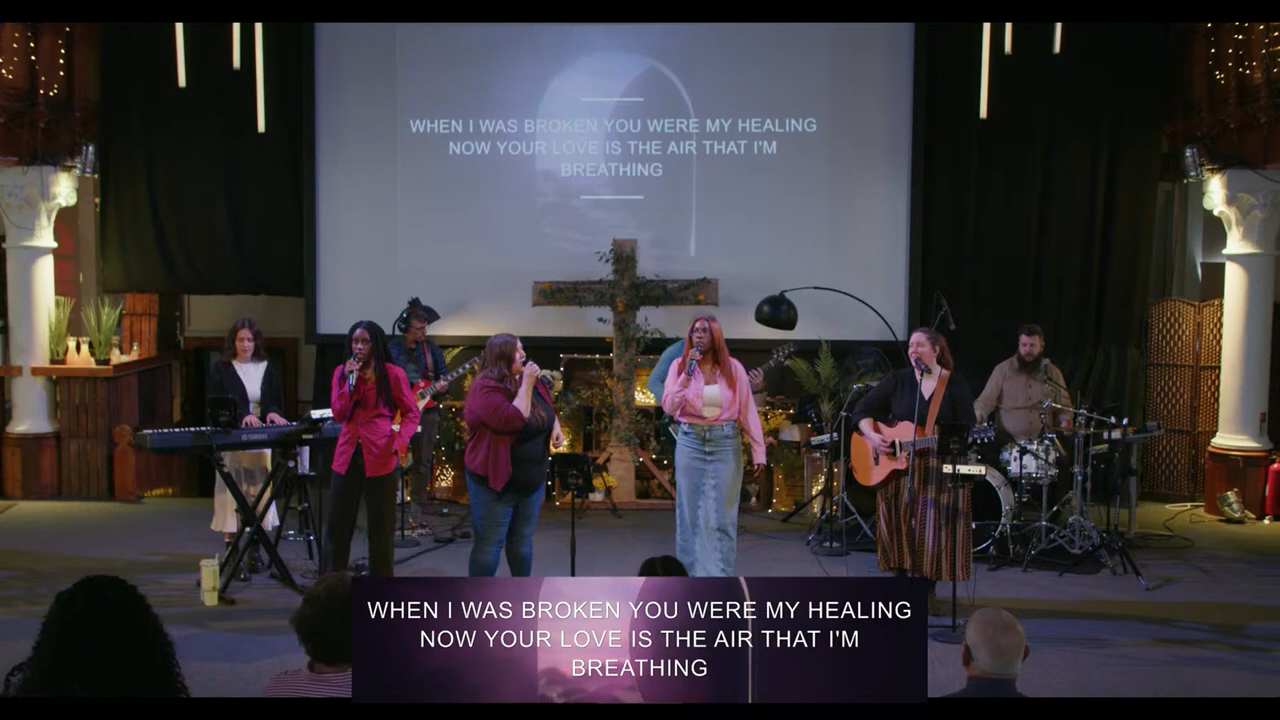 WHEN I WAS BROKEN YOU WERE MY HEALING
NOW YOUR LOVE IS THE AIR THAT I'M
BREATHING
YAMAHA
WHEN I WAS BROKEN YOU WERE MY HEALING
NOW YOUR LOVE IS THE AIR THAT I'M
BREATHING